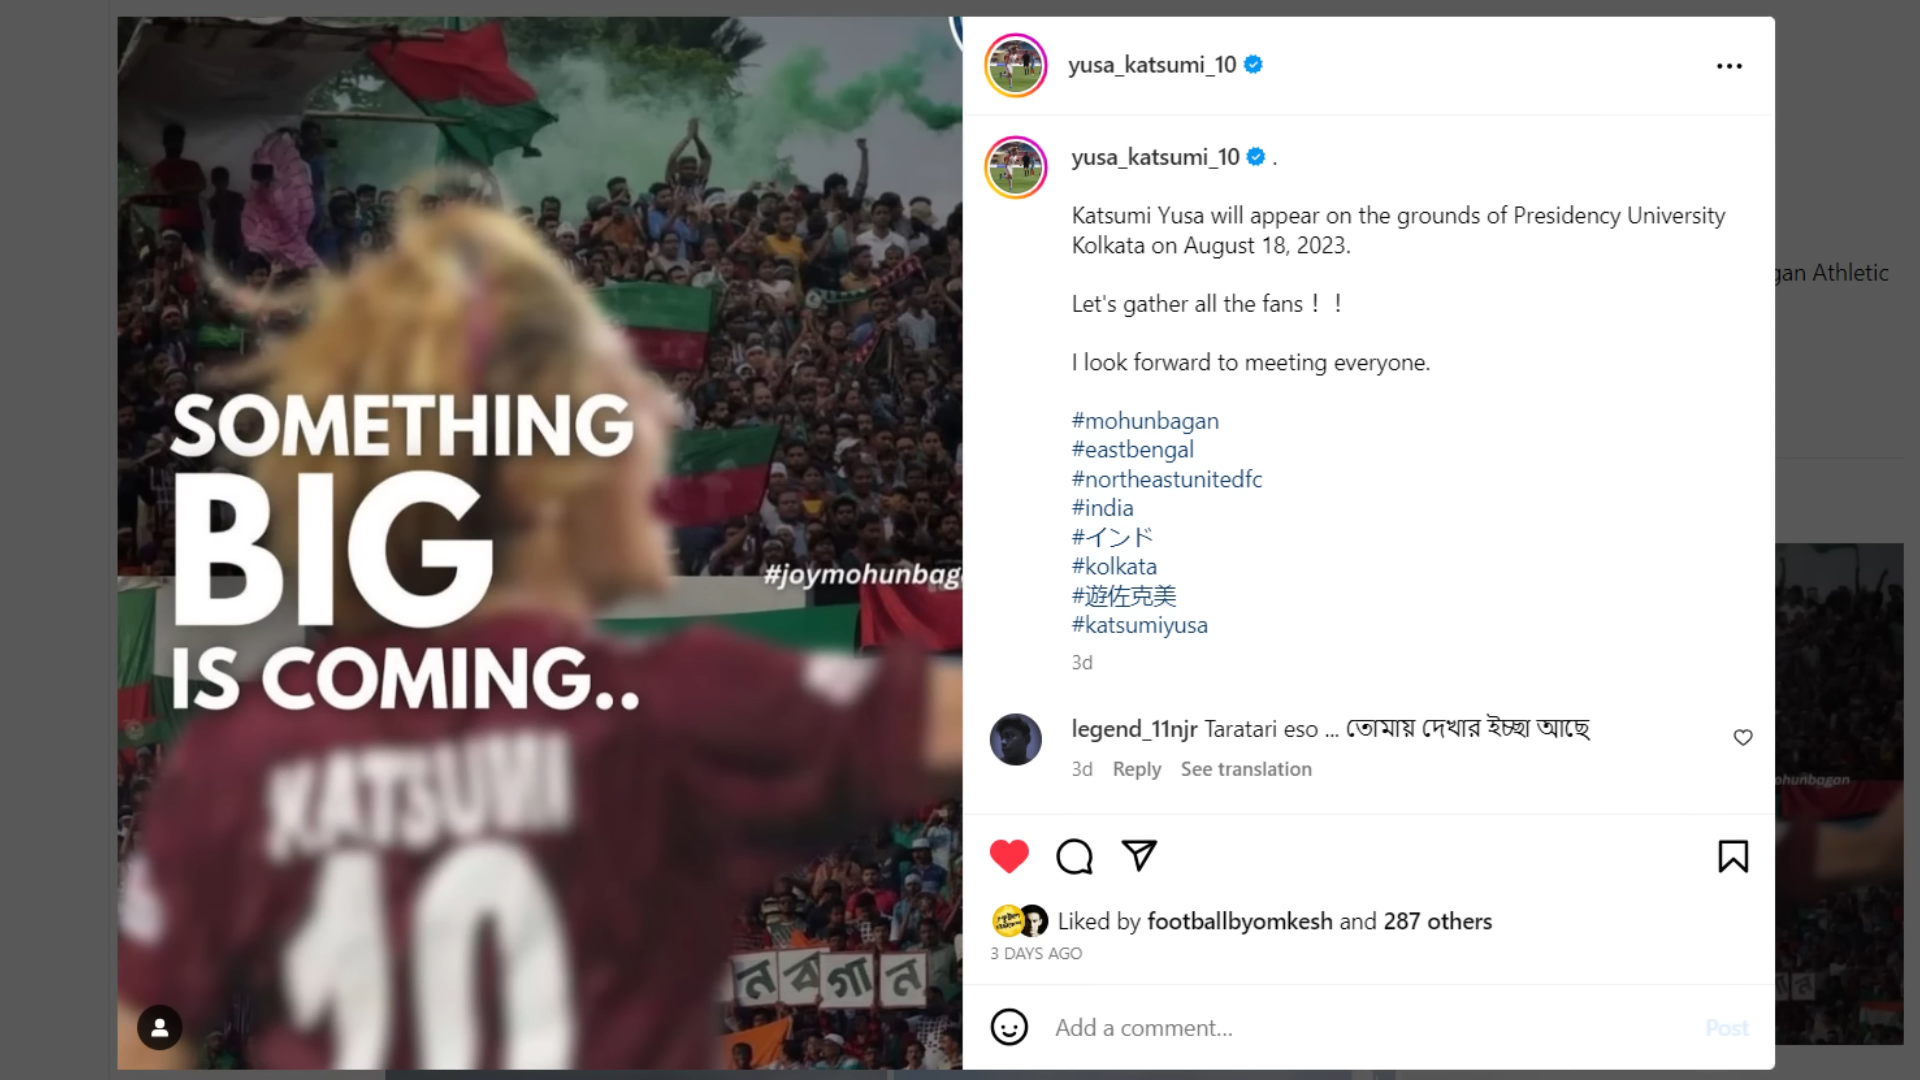 SOMETHING
BIG
IS COMING..
#joymohunbag
KATSUMI
10
ন ব গা ন
yusa_katsumi_10
yusa_katsumi_10 .
Katsumi Yusa will appear on the grounds of Presidency University
Kolkata on August 18, 2023.
Let's gather all the fans！！
I look forward to meeting everyone.
#mohunbagan
#eastbengal
#northeastunitedfc
#india
#インド
#kolkata
#遊佐克美
#katsumiyusa
3d
legend_11njr Taratari eso ... তোমায় দেখার ইচ্ছা আছে
3d Reply See translation
Liked by footballbyomkesh and 287 others
3 DAYS AGO
Add a comment...
Post
gan Athletic
ohunbagan